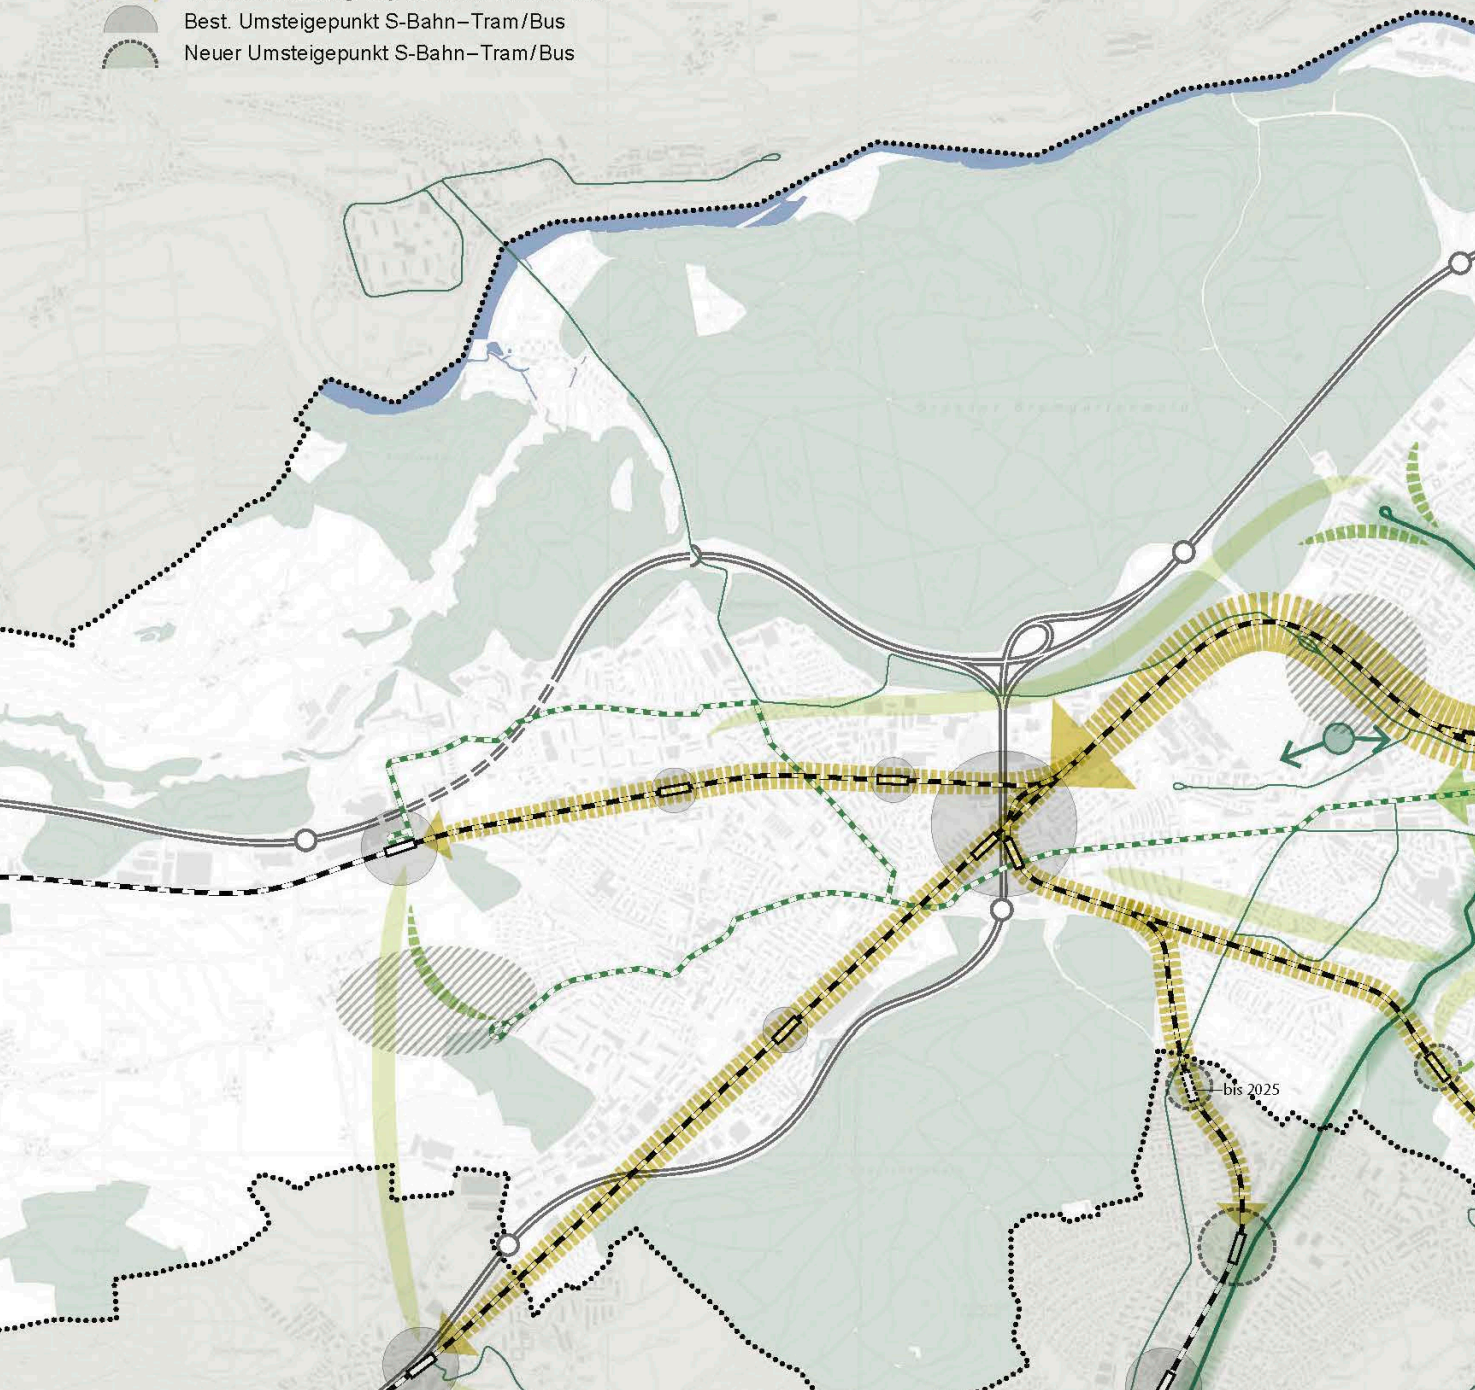 Best. Umsteigepunkt S-Bahn–Tram/Bus
Neuer Umsteigepunkt S-Bahn–Tram/Bus
bis 2025